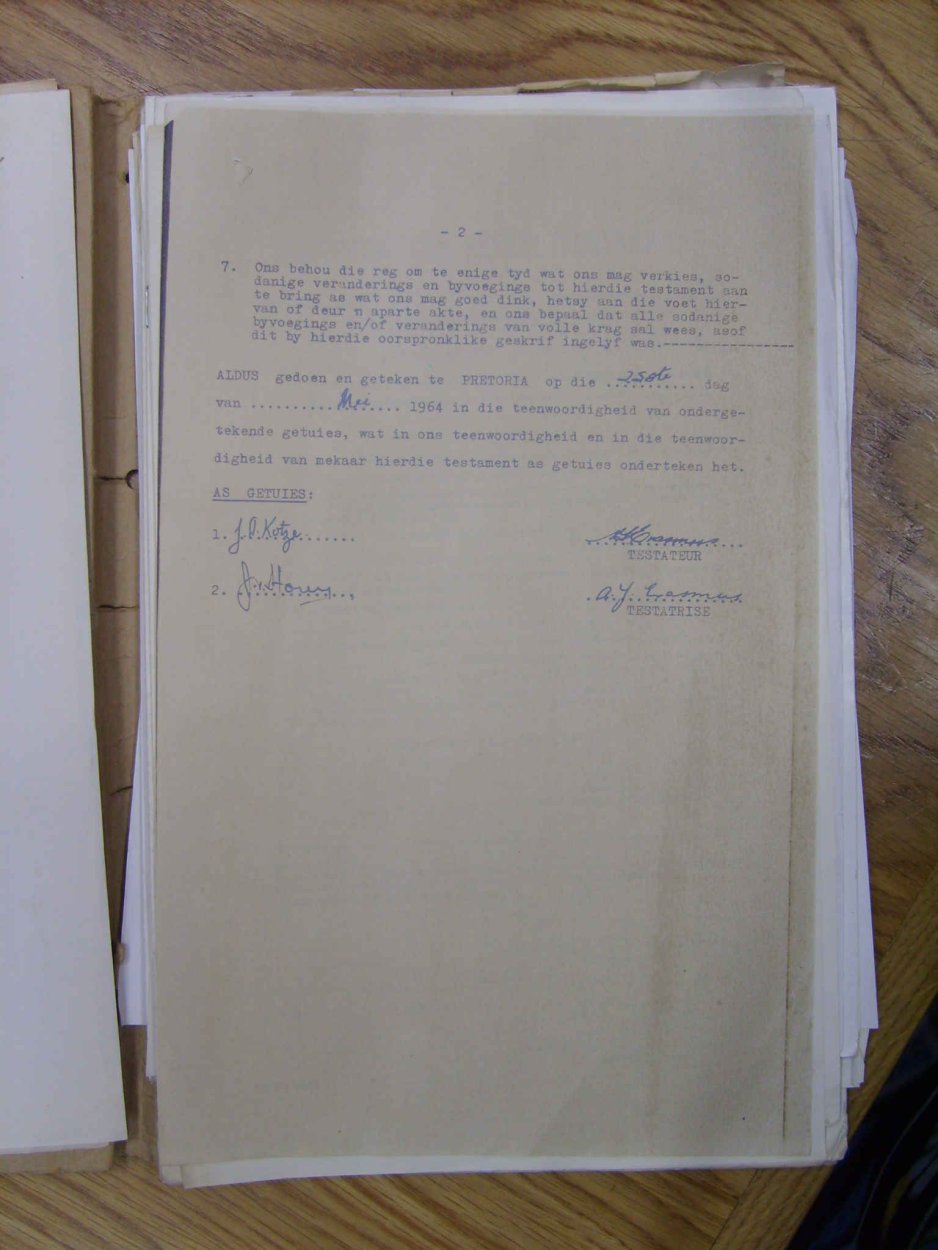 - 2 -
7. Ons behou die reg om te enige tyd wat ons mag verkies, so-
danige veranderings en byvoegings tot hierdie testament aan
te bring as wat ons mag goed dink, hetsy aan die voet hier-
van of deur n aparte akte, en ons bepaal dat alle sodanige
byvoegings en/of veranderings van volle krag sal wees, asof
dit by hierdie oorspronklike geskrif ingelyf was.-----------------
ALDUS gedoen en geteken te PRETORIA op die ..25ste.......... dag
van ..........Mei....... 1964 in die teenwoordigheid van onderge-
tekende getuies, wat in ons teenwoordigheid en in die teenwoor-
digheid van mekaar hierdie testament as getuies onderteken het.
AS GETUIES:
1. J.D.Kotze....... Erasmus
TESTATEUR
2. A.J. Erasmus
TESTATRISE